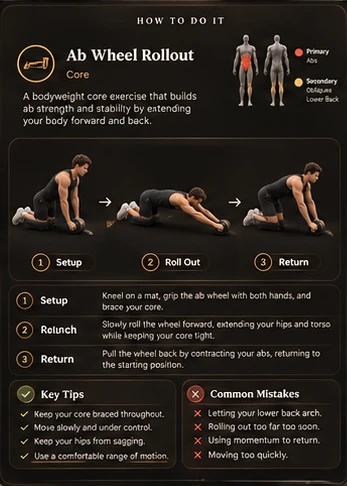 HOW TO DO IT
Ab Wheel Rollout
Core
A bodyweight core exercise that builds
ab strength and stability by extending
your body forward and back.
Primary
Abs
Secondary
Obliques
Lower Back
1 Setup
2 Roll Out
3 Return
1 Setup
Kneel on a mat, grip the ab wheel with both hands, and
brace your core.
2
Slowly roll the wheel forward, extending your hips and torso
while keeping your core tight.
3 Return
Pull the wheel back by contracting your abs, returning to
the starting position.
Key Tips
Keep your core braced throughout.
Move slowly and under control.
Keep your hips from sagging.
Use a comfortable range of motion.
Common Mistakes
Letting your lower back arch.
Rolling out too far too soon.
Using momentum to return.
Moving too quickly.